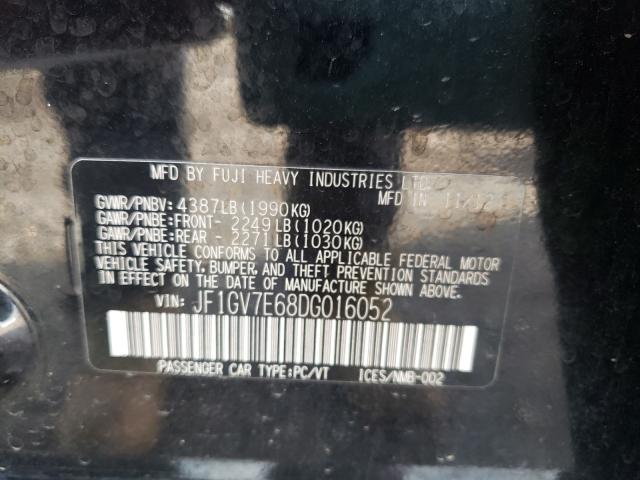 MFD BY FUJI HEAVY INDUSTRIES LTD.
MFD IN 11/12
GVWR/PNBV: 4387LB(1990KG)
GAWR/PNBE:FRONT- 2249LB(1020KG)
GAWR/PNBE:REAR - 2271LB(1030KG)
THIS VEHICLE CONFORMS TO ALL APPLICABLE FEDERAL MOTOR
VEHICLE SAFETY, BUMPER, AND THEFT PREVENTION STANDARDS
IN EFFECT ON THE DATE OF MANUFACTURE SHOWN ABOVE.
VIN: JF1GV7E68DG016052
PASSENGER CAR TYPE:PC/VT ICES/NMB-002